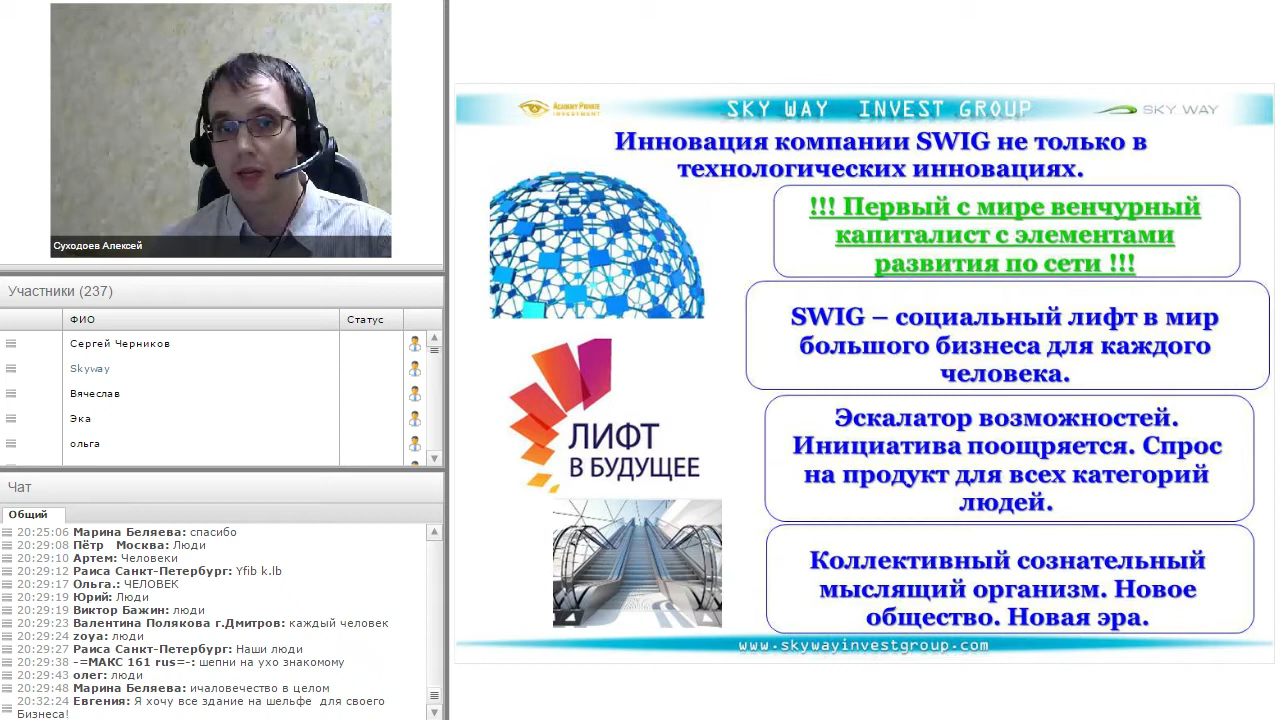 Суходоев Алексей
Участники (237)
ФИО
Статус
Сергей Черников
Skyway
Вячеслав
Эка
ольга
Чат
Общий
20:25:06 Марина Беляева: спасибо
20:29:08 Пётр Москва: Люди
20:29:10 Артем: Человеки
20:29:12 Раиса Санкт-Петербург: Yfib k.lb
20:29:17 Ольга.: ЧЕЛОВЕК
20:29:19 Юрий: Люди
20:29:19 Виктор Бажин: люди
20:29:23 Валентина Полякова г.Дмитров: каждый человек
20:29:24 zoya: люди
20:29:27 Раиса Санкт-Петербург: Наши люди
20:29:38 -=МАКС 161 rus=-: шепни на ухо знакомому
20:29:43 олег: люди
20:29:48 Марина Беляева: ичаловечество в целом
20:32:24 Евгения: Я хочу все здание на шельфе для своего
Бизнеса!
ACADEMY PRIVATE
INVESTMENT
SKY WAY INVEST GROUP
SKY WAY
Инновация компании SWIG не только в
технологических инновациях.
!!! Первый с мире венчурный
капиталист с элементами
развития по сети !!!
SWIG – социальный лифт в мир
большого бизнеса для каждого
человека.
ЛИФТ
В БУДУЩЕЕ
Эскалатор возможностей.
Инициатива поощряется. Спрос
на продукт для всех категорий
людей.
Коллективный сознательный
мыслящий организм. Новое
общество. Новая эра.
www.skywayinvestgroup.com